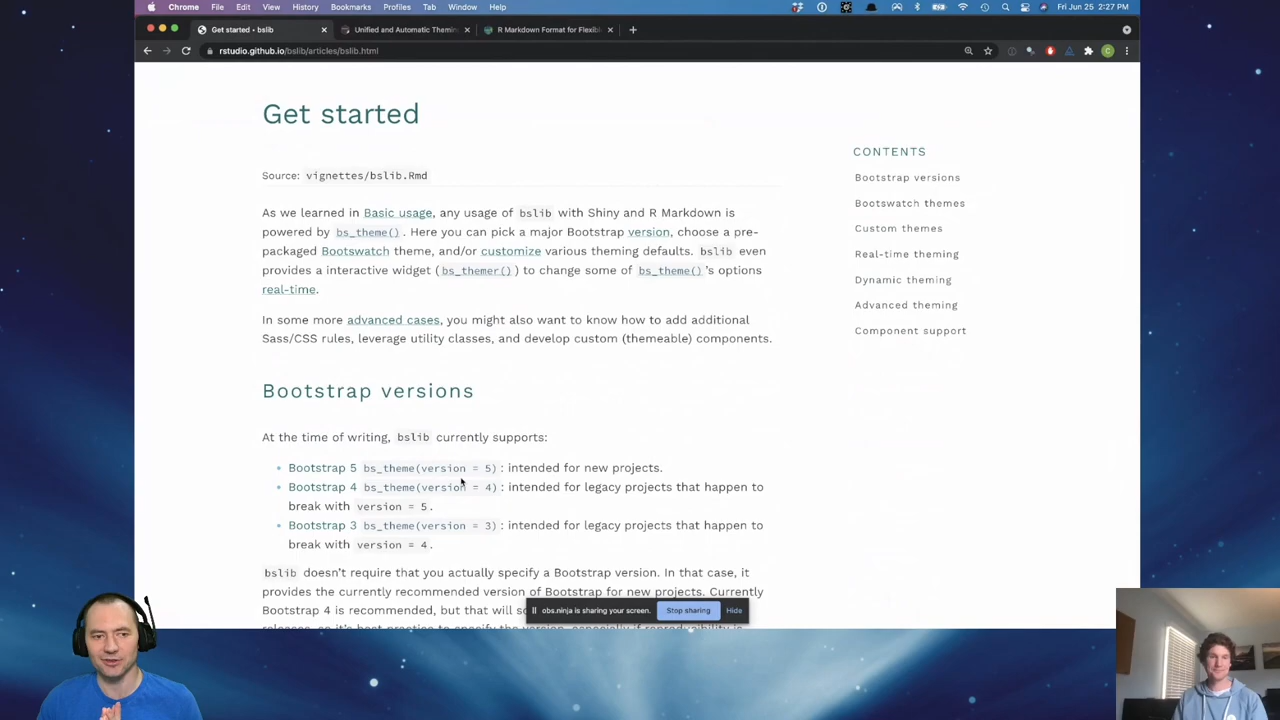 Chrome File Edit View History Bookmarks Profiles Tab Window Help Fri Jun 25 2:27 PM
Get started • bslib Unified and Automatic Themin R Markdown Format for Flexibl
rstudio.github.io/bslib/articles/bslib.html
Get started
Source: vignettes/bslib.Rmd
As we learned in Basic usage, any usage of bslib with Shiny and R Markdown is
powered by bs_theme(). Here you can pick a major Bootstrap version, choose a pre-
packaged Bootswatch theme, and/or customize various theming defaults. bslib even
provides a interactive widget (bs_themer()) to change some of bs_theme()'s options
real-time.
In some more advanced cases, you might also want to know how to add additional
Sass/CSS rules, leverage utility classes, and develop custom (themeable) components.
Bootstrap versions
At the time of writing, bslib currently supports:
• Bootstrap 5 bs_theme(version = 5): intended for new projects.
• Bootstrap 4 bs_theme(version = 4): intended for legacy projects that happen to
break with version = 5.
• Bootstrap 3 bs_theme(version = 3): intended for legacy projects that happen to
break with version = 4.
bslib doesn't require that you actually specify a Bootstrap version. In that case, it
provides the currently recommended version of Bootstrap for new projects. Currently
Bootstrap 4 is recommended, but that will
CONTENTS
Bootstrap versions
Bootswatch themes
Custom themes
Real-time theming
Dynamic theming
Advanced theming
Component support
obs.ninja is sharing your screen. Stop sharing Hide